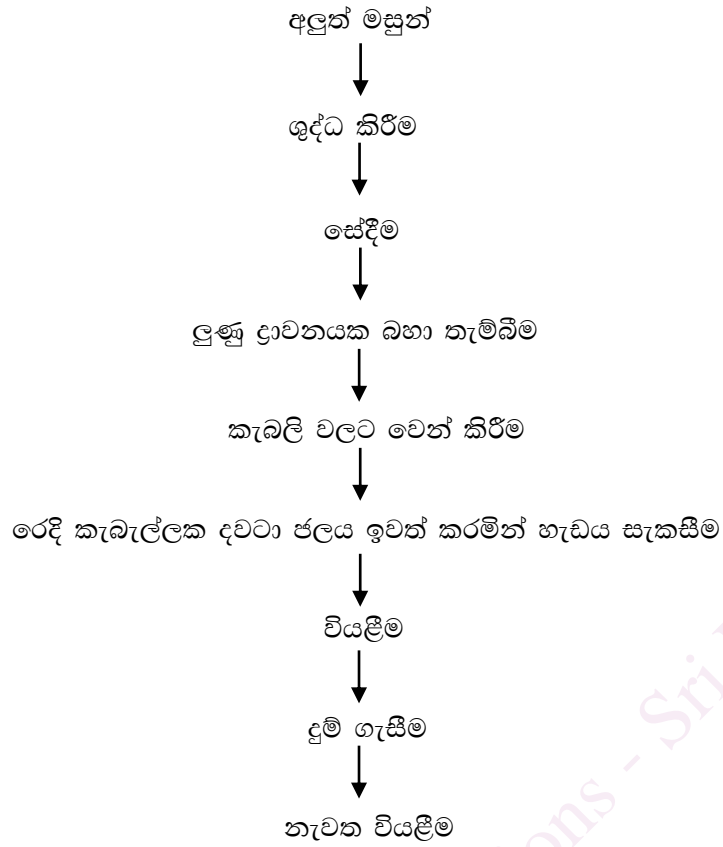 අලුත් මසුන්
ශුද්ධ කිරීම
සේදීම
ලුණු ද්‍රාවනයක බහා තැම්බීම
කැබලි වලට වෙන් කිරීම
රෙදි කැබැල්ලක දවටා ජලය ඉවත් කරමින් හැඩය සැකසීම
වියළීම
දුම් ගැසීම
නැවත වියළීම